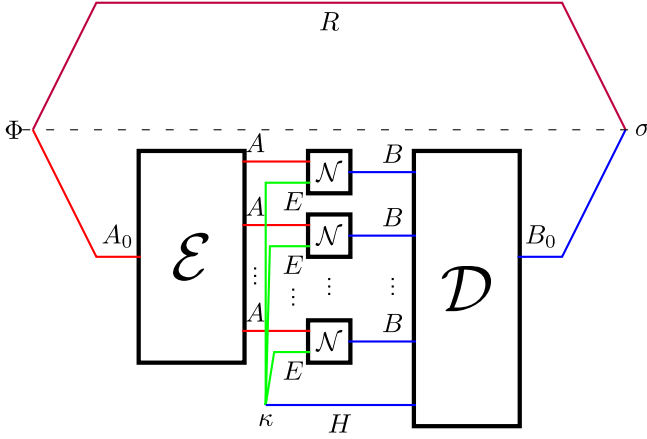 R
Φ σ
A B
𝒩
E
A B
A₀ 𝒩 B₀
ℰ E 𝒟
⋮ ⋮ ⋮ ⋮
A B
𝒩
E
κ H